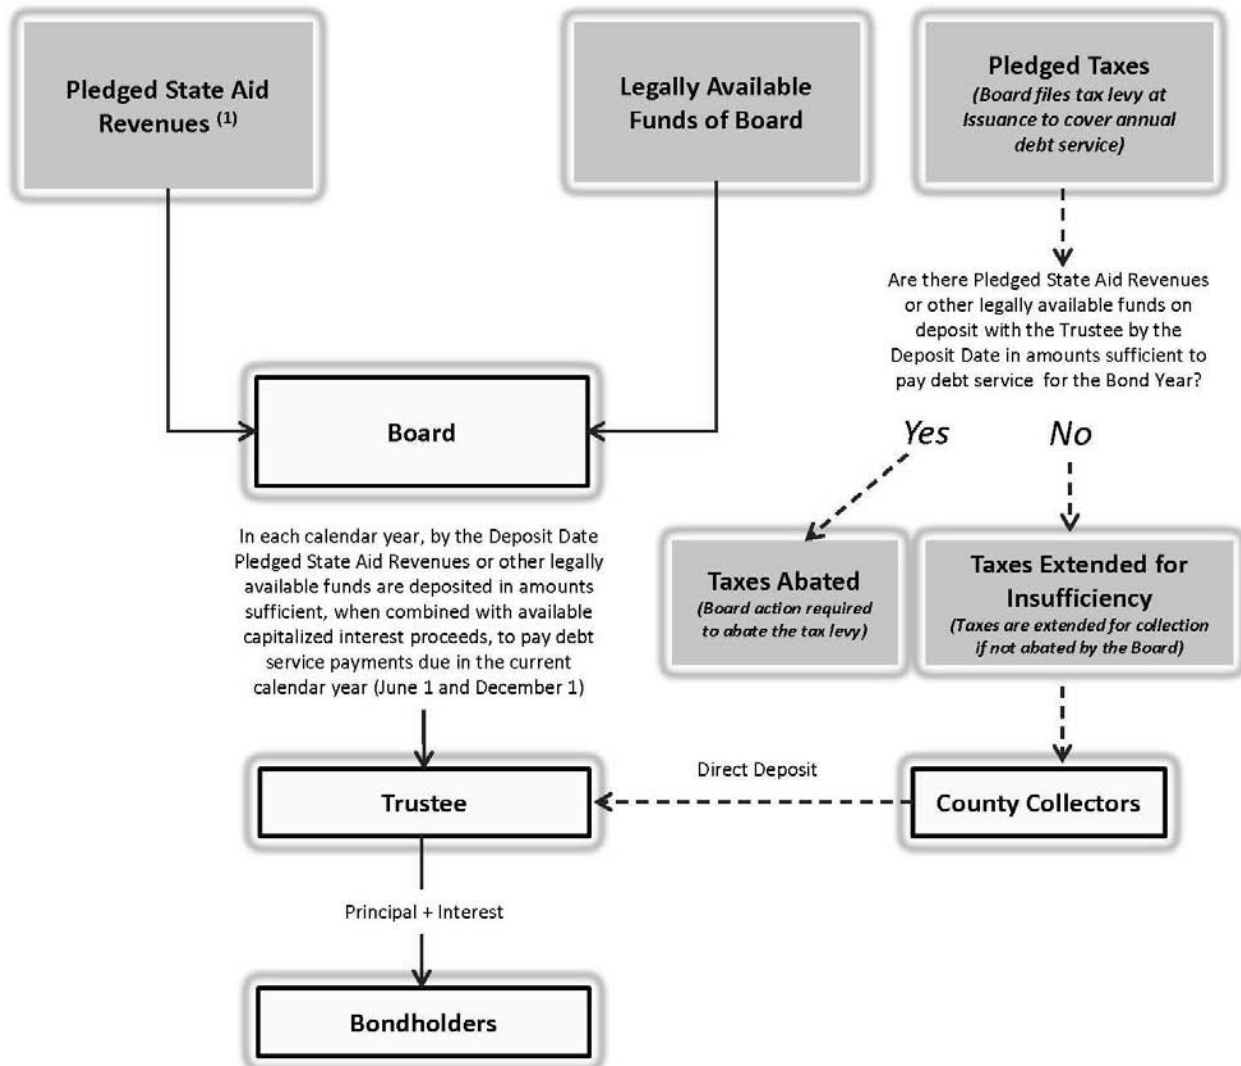 Pledged State Aid
Revenues (1)
Legally Available
Funds of Board
Pledged Taxes
(Board files tax levy at
Issuance to cover annual
debt service)
Are there Pledged State Aid Revenues
or other legally available funds on
deposit with the Trustee by the
Deposit Date in amounts sufficient to
pay debt service for the Bond Year?
Yes
No
Board
In each calendar year, by the Deposit Date
Pledged State Aid Revenues or other legally
available funds are deposited in amounts
sufficient, when combined with available
capitalized interest proceeds, to pay debt
service payments due in the current
calendar year (June 1 and December 1)
Taxes Abated
(Board action required
to abate the tax levy)
Taxes Extended for
Insufficiency
(Taxes are extended for collection
if not abated by the Board)
Trustee
Direct Deposit
County Collectors
Principal + Interest
Bondholders